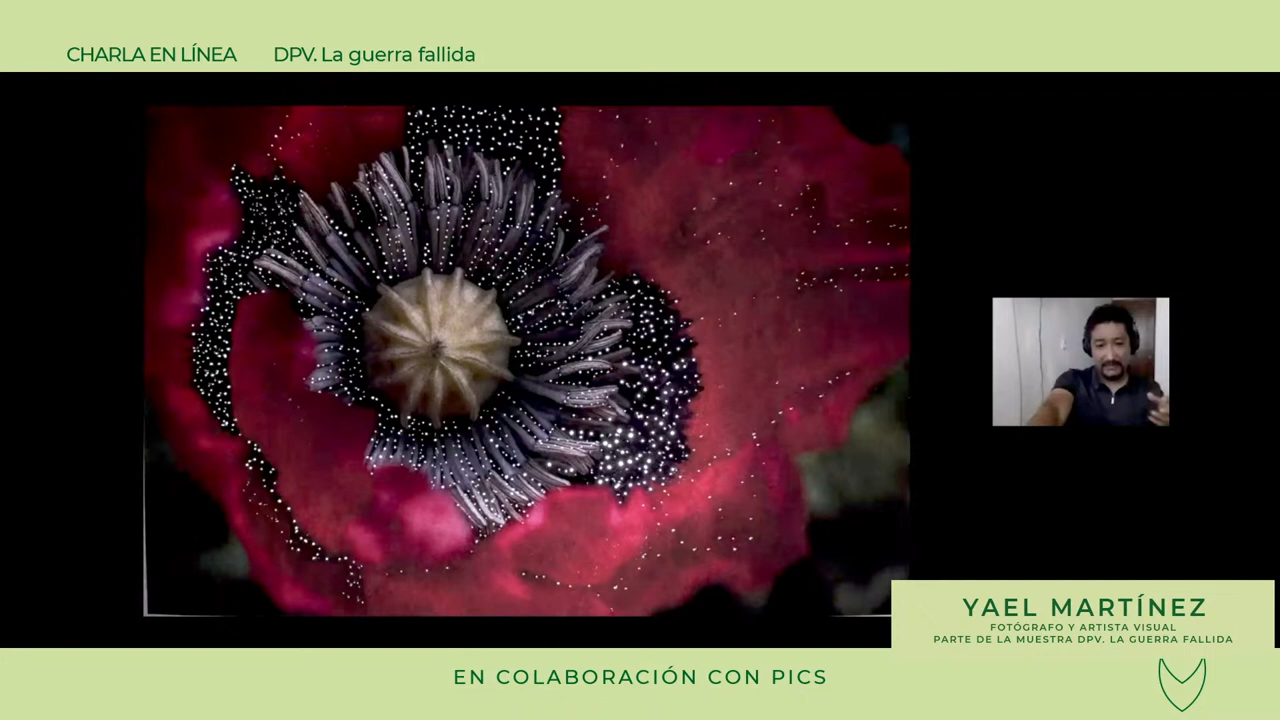 CHARLA EN LÍNEA DPV. La guerra fallida
YAEL MARTÍNEZ
FOTÓGRAFO Y ARTISTA VISUAL
PARTE DE LA MUESTRA DPV. LA GUERRA FALLIDA
EN COLABORACIÓN CON PICS